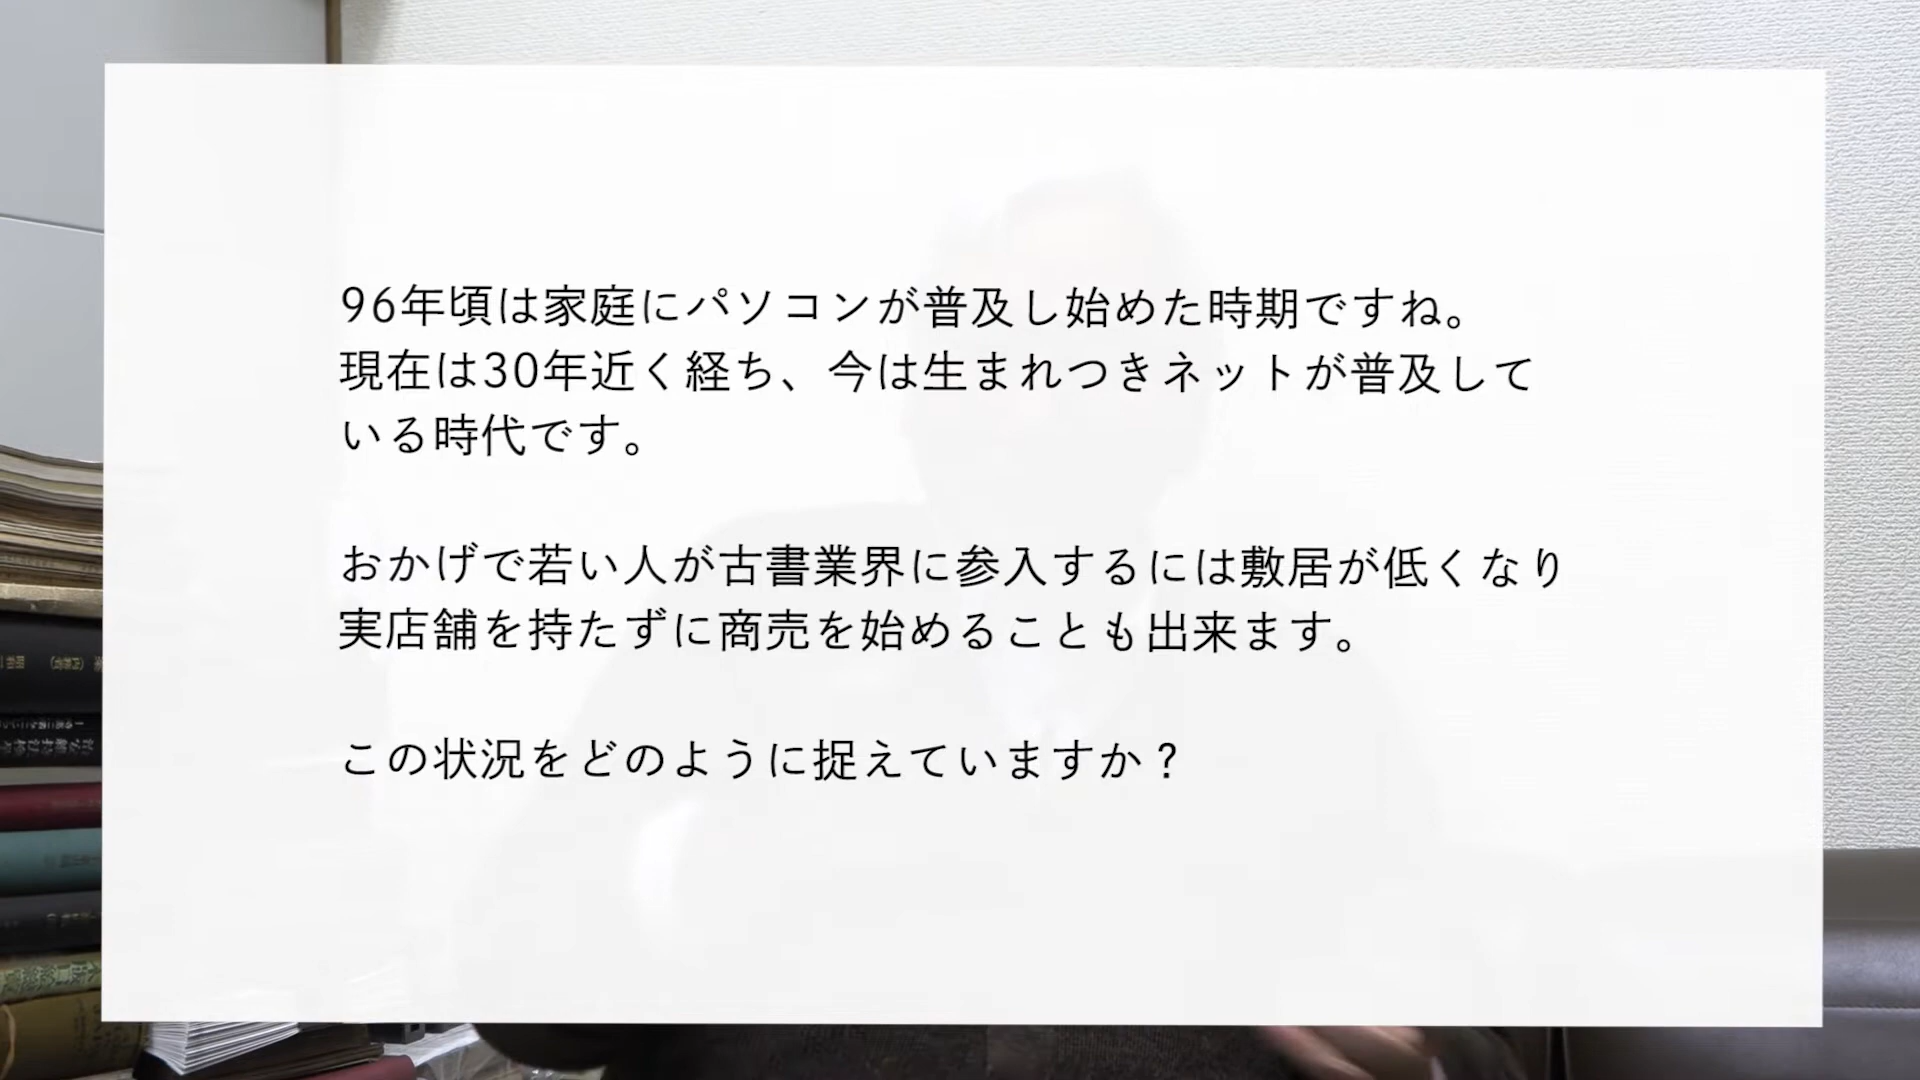 96年頃は家庭にパソコンが普及し始めた時期ですね。
現在は30年近く経ち、今は生まれつきネットが普及して
いる時代です。
おかげで若い人が古書業界に参入するには敷居が低くなり
実店舗を持たずに商売を始めることも出来ます。
この状況をどのように捉えていますか？